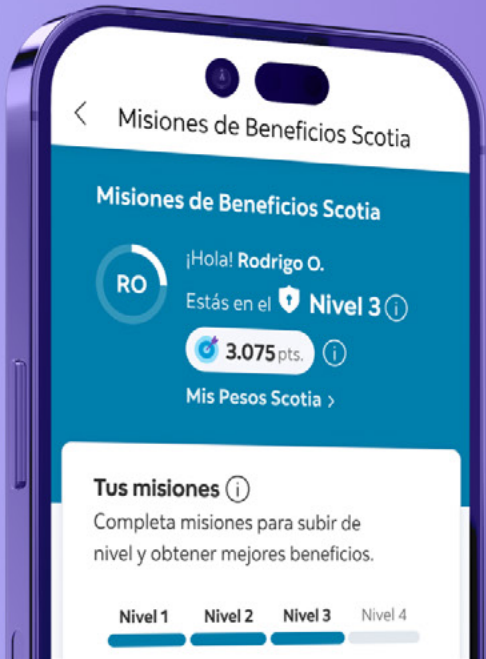 Misiones de Beneficios Scotia
Misiones de Beneficios Scotia
RO
¡Hola! Rodrigo O.
Estás en el Nivel 3
3.075 pts.
Mis Pesos Scotia >
Tus misiones
Completa misiones para subir de
nivel y obtener mejores beneficios.
Nivel 1 Nivel 2 Nivel 3 Nivel 4